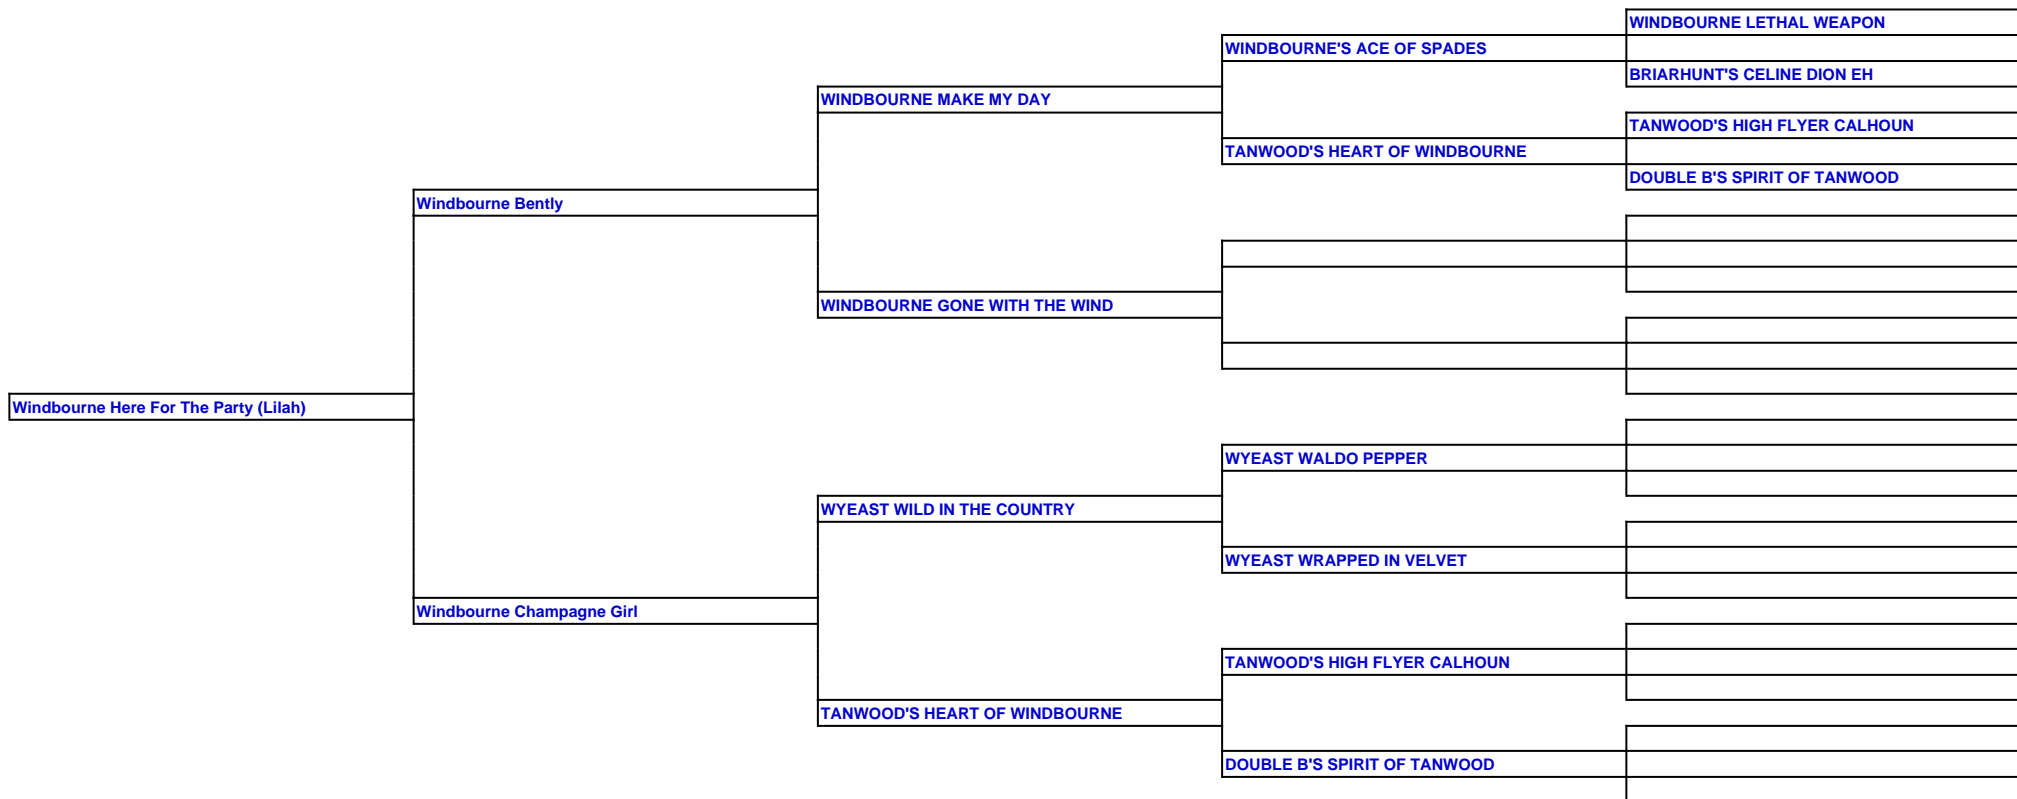 WINDBOURNE LETHAL WEAPON
WINDBOURNE'S ACE OF SPADES
BRIARHUNT'S CELINE DION EH
WINDBOURNE MAKE MY DAY
TANWOOD'S HIGH FLYER CALHOUN
TANWOOD'S HEART OF WINDBOURNE
DOUBLE B'S SPIRIT OF TANWOOD
Windbourne Bently
WINDBOURNE GONE WITH THE WIND
Windbourne Here For The Party (Lilah)
WYEAST WALDO PEPPER
WYEAST WILD IN THE COUNTRY
WYEAST WRAPPED IN VELVET
Windbourne Champagne Girl
TANWOOD'S HIGH FLYER CALHOUN
TANWOOD'S HEART OF WINDBOURNE
DOUBLE B'S SPIRIT OF TANWOOD